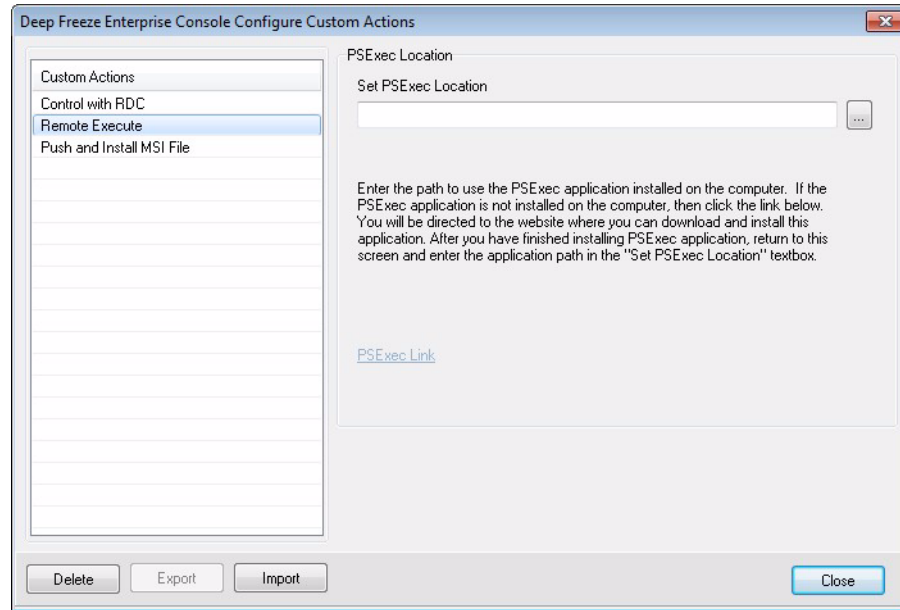 Deep Freeze Enterprise Console Configure Custom Actions
Custom Actions
Control with RDC
Remote Execute
Push and Install MSI File
PSExec Location
Set PSExec Location
...
Enter the path to use the PSExec application installed on the computer. If the
PSExec application is not installed on the computer, then click the link below.
You will be directed to the website where you can download and install this
application. After you have finished installing PSExec application, return to this
screen and enter the application path in the "Set PSExec Location" textbox.
PSExec Link
Delete
Export
Import
Close